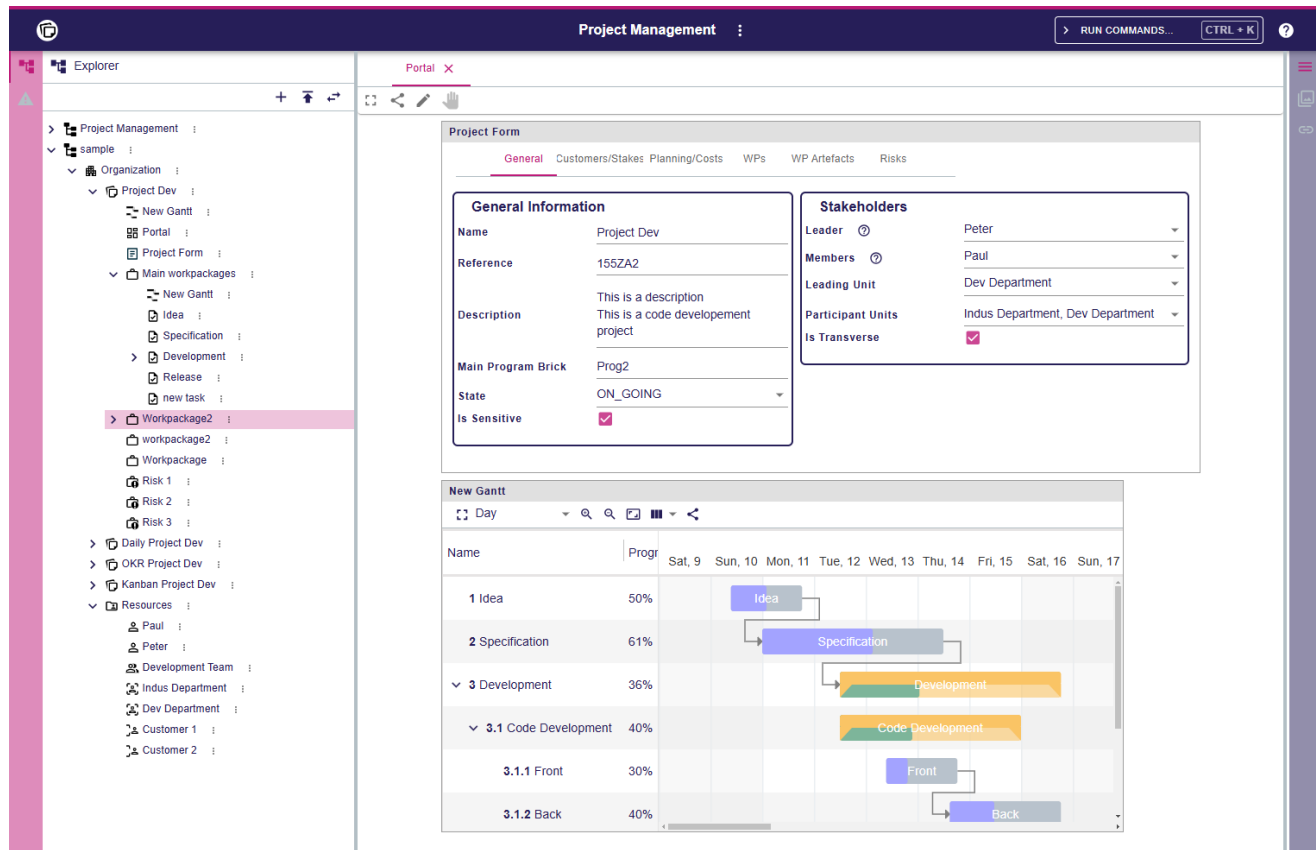 Project Management
RUN COMMANDS... CTRL + K
Explorer
Project Management
sample
Organization
Project Dev
New Gantt
Portal
Project Form
Main workpackages
New Gantt
Idea
Specification
Development
Release
new task
Workpackage2
workpackage2
Workpackage
Risk 1
Risk 2
Risk 3
Daily Project Dev
OKR Project Dev
Kanban Project Dev
Resources
Paul
Peter
Development Team
Indus Department
Dev Department
Customer 1
Customer 2
Portal
Project Form
General Customers/Stakes Planning/Costs WPs WP Artefacts Risks
General Information
Name Project Dev
Reference 155ZA2
Description This is a description
This is a code developement
project
Main Program Brick Prog2
State ON_GOING
Is Sensitive
Stakeholders
Leader Peter
Members Paul
Leading Unit Dev Department
Participant Units Indus Department, Dev Department
Is Transverse
New Gantt
Day
Name Progr Sat, 9 Sun, 10 Mon, 11 Tue, 12 Wed, 13 Thu, 14 Fri, 15 Sat, 16 Sun, 17
1 Idea 50% Idea
2 Specification 61% Specification
3 Development 36% Development
3.1 Code Development 40% Code Development
3.1.1 Front 30% Front
3.1.2 Back 40% Back